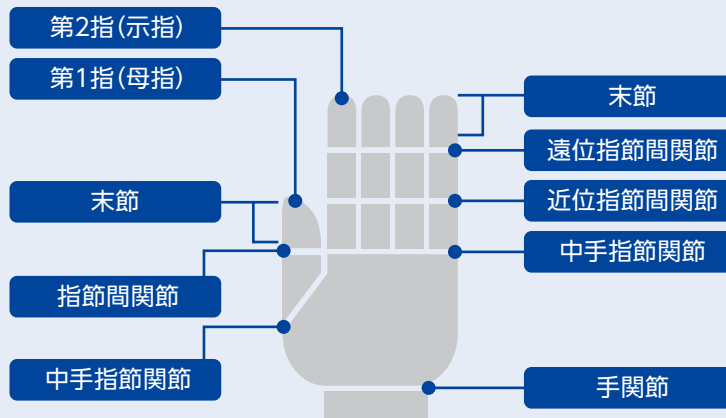 第2指(示指)
第1指(母指)
末節
指節間関節
中手指節関節
末節
遠位指節間関節
近位指節間関節
中手指節関節
手関節